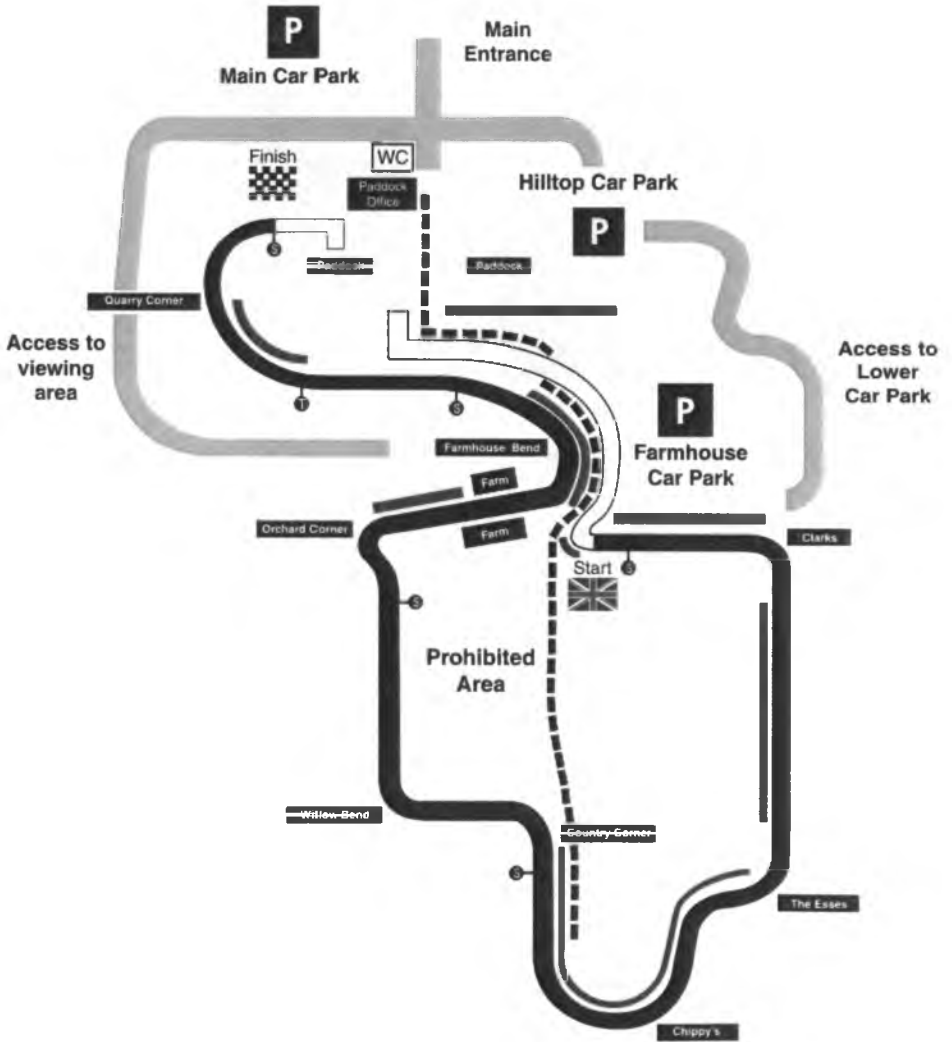 P
Main Car Park
Main
Entrance
Finish
WC
Paddock
Office
Hilltop Car Park
P
Paddock
Paddock
Quarry Corner
S
Access to
viewing
area
Access to
Lower
Car Park
P
T
S
Farmhouse Bend
Farmhouse
Car Park
Farm
Orchard Corner
Farm
Clarks
Start
S
S
Prohibited
Area
Willow Bend
Country Corner
S
The Esses
Chippy's